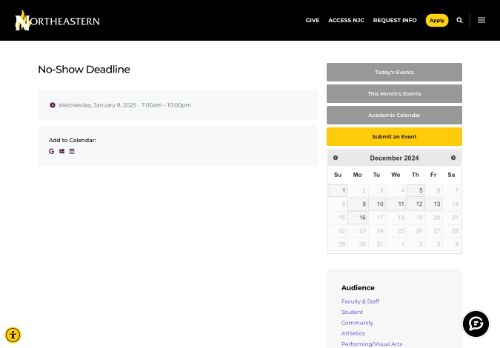 NORTHEASTERN
GIVE ACCESS NJC REQUEST INFO Apply
No-Show Deadline
Wednesday, January 8, 2025 7:00am - 10:00pm
Add to Calendar:
Today's Events
This Month's Events
Academic Calendar
Submit an Event
December 2024
Su Mo Tu We Th Fr Sa
1 2 3 4 5 6 7
8 9 10 11 12 13 14
15 16 17 18 19 20 21
22 23 24 25 26 27 28
29 30 31 1 2 3 4
Audience
Faculty & Staff
Student
Community
Athletics
Performing/Visual Arts